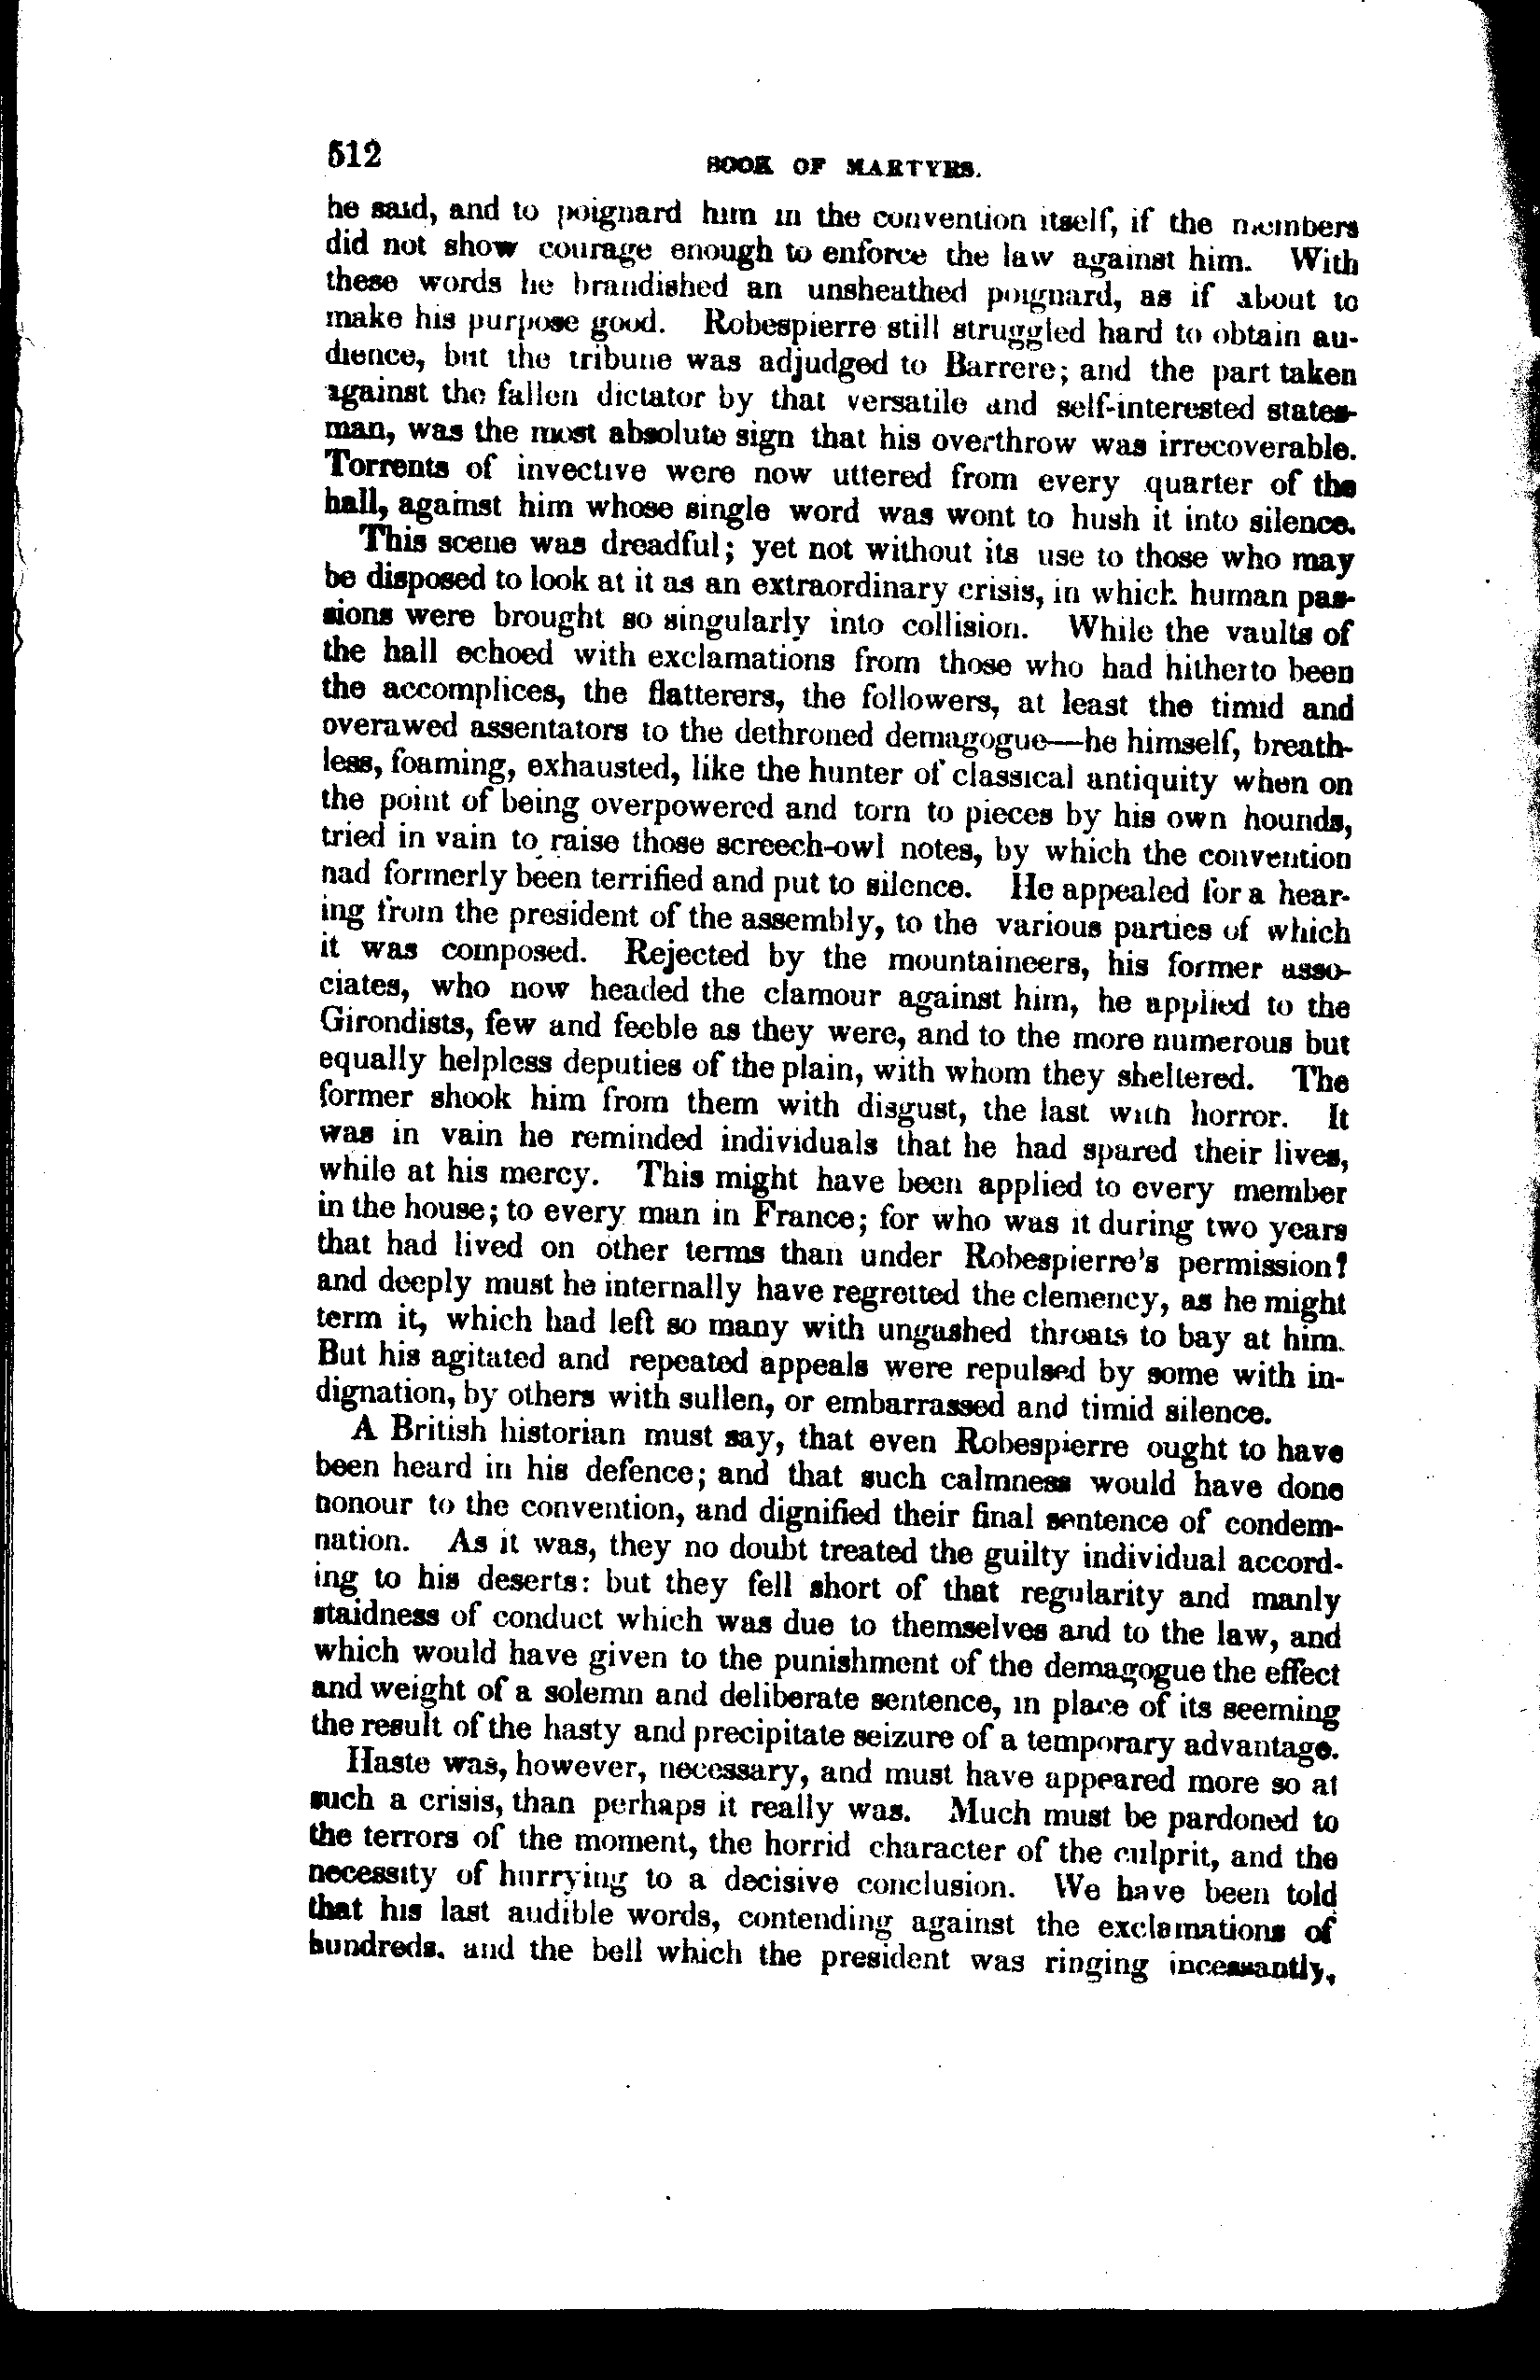 512
BOOK OF MARTYRS.
he said, and to poignard him in the convention itself, if the members
did not show courage enough to enforce the law against him. With
these words he brandished an unsheathed poignard, as if about to
make his purpose good. Robespierre still struggled hard to obtain au-
dience, but the tribune was adjudged to Barrere; and the part taken
against the fallen dictator by that versatile and self-interested states-
man, was the most absolute sign that his overthrow was irrecoverable.
Torrents of invective were now uttered from every quarter of the
hall, against him whose single word was wont to hush it into silence.
This scene was dreadful; yet not without its use to those who may
be disposed to look at it as an extraordinary crisis, in which human pas-
sions were brought so singularly into collision. While the vaults of
the hall echoed with exclamations from those who had hitherto been
the accomplices, the flatterers, the followers, at least the timid and
overawed assentators to the dethroned demagogue—he himself, breath-
less, foaming, exhausted, like the hunter of classical antiquity when on
the point of being overpowered and torn to pieces by his own hounds,
tried in vain to raise those screech-owl notes, by which the convention
had formerly been terrified and put to silence. He appealed for a hear-
ing from the president of the assembly, to the various parties of which
it was composed. Rejected by the mountaineers, his former asso-
ciates, who now headed the clamour against him, he applied to the
Girondists, few and feeble as they were, and to the more numerous but
equally helpless deputies of the plain, with whom they sheltered. The
former shook him from them with disgust, the last with horror. It
was in vain he reminded individuals that he had spared their lives,
while at his mercy. This might have been applied to every member
in the house; to every man in France; for who was it during two years
that had lived on other terms than under Robespierre's permission?
and deeply must he internally have regretted the clemency, as he might
term it, which had left so many with ungashed throats to bay at him.
But his agitated and repeated appeals were repulsed by some with in-
dignation, by others with sullen, or embarrassed and timid silence.
A British historian must say, that even Robespierre ought to have
been heard in his defence; and that such calmness would have done
honour to the convention, and dignified their final sentence of condem-
nation. As it was, they no doubt treated the guilty individual accord-
ing to his deserts: but they fell short of that regularity and manly
staidness of conduct which was due to themselves and to the law, and
which would have given to the punishment of the demagogue the effect
and weight of a solemn and deliberate sentence, in place of its seeming
the result of the hasty and precipitate seizure of a temporary advantage.
Haste was, however, necessary, and must have appeared more so at
such a crisis, than perhaps it really was. Much must be pardoned to
the terrors of the moment, the horrid character of the culprit, and the
necessity of hurrying to a decisive conclusion. We have been told
that his last audible words, contending against the exclamations of
hundreds, and the bell which the president was ringing incessantly,